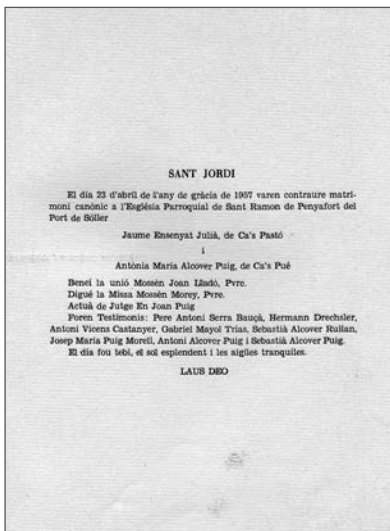 SANT JORDI
El dia 23 d'abril de l'any de gràcia de 1957 varen contraure matri-
moni canònic a l'Església Parroquial de Sant Ramon de Penyafort del
Port de Sóller
Jaume Ensenyat Julià, de Ca's Pastó
i
Antònia Maria Alcover Puig, de Ca's Pué
Beneí la unió Mossèn Joan Lladó, Pvre.
Digué la Missa Mossèn Morey, Pvre.
Actuà de Jutge En Joan Puig
Foren Testimonis: Pere Antoni Serra Bauçà, Hermann Drechsler,
Antoni Vicens Castanyer, Gabriel Mayol Trias, Sebastià Alcover Rullan,
Josep Maria Puig Morell, Antoni Alcover Puig i Sebastià Alcover Puig.
El dia fou tebi, el sol esplendent i les aigües tranquiles.
LAUS DEO